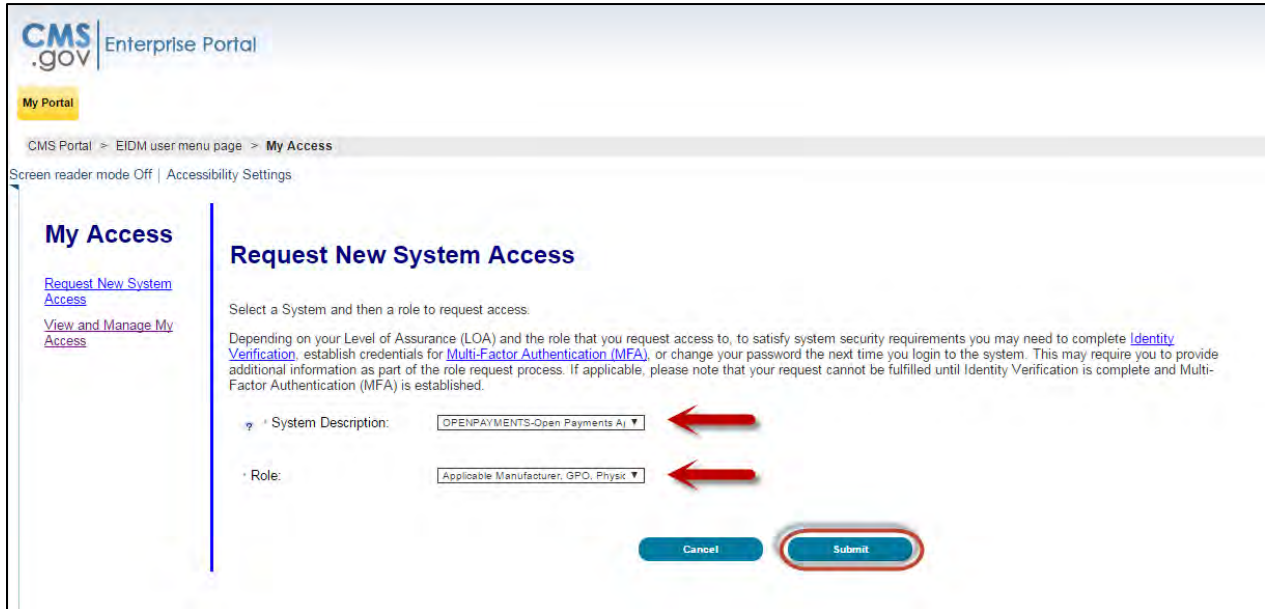 CMS
.gov
Enterprise Portal
My Portal
CMS Portal > EIDM user menu page > My Access
Screen reader mode Off | Accessibility Settings
My Access
Request New System
Access
View and Manage My
Access
Request New System Access
Select a System and then a role to request access.
Depending on your Level of Assurance (LOA) and the role that you request access to, to satisfy system security requirements you may need to complete Identity
Verification, establish credentials for Multi-Factor Authentication (MFA), or change your password the next time you login to the system. This may require you to provide
additional information as part of the role request process. If applicable, please note that your request cannot be fulfilled until Identity Verification is complete and Multi-
Factor Authentication (MFA) is established.
? * System Description: OPENPAYMENTS-Open Payments A
* Role: Applicable Manufacturer, GPO, Physic
Cancel Submit